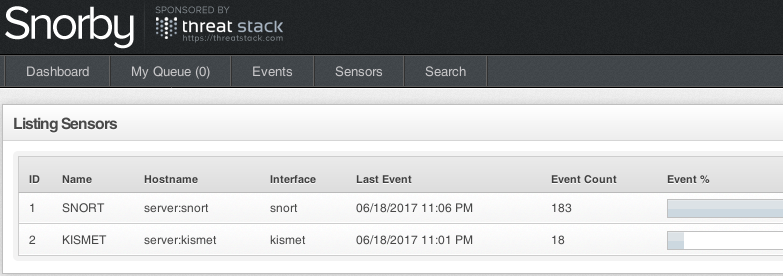 Snorby
SPONSORED BY
threat stack
https://threatstack.com
Dashboard My Queue (0) Events Sensors Search
Listing Sensors
ID Name Hostname Interface Last Event Event Count Event %
1 SNORT server:snort snort 06/18/2017 11:06 PM 183
2 KISMET server:kismet kismet 06/18/2017 11:01 PM 18